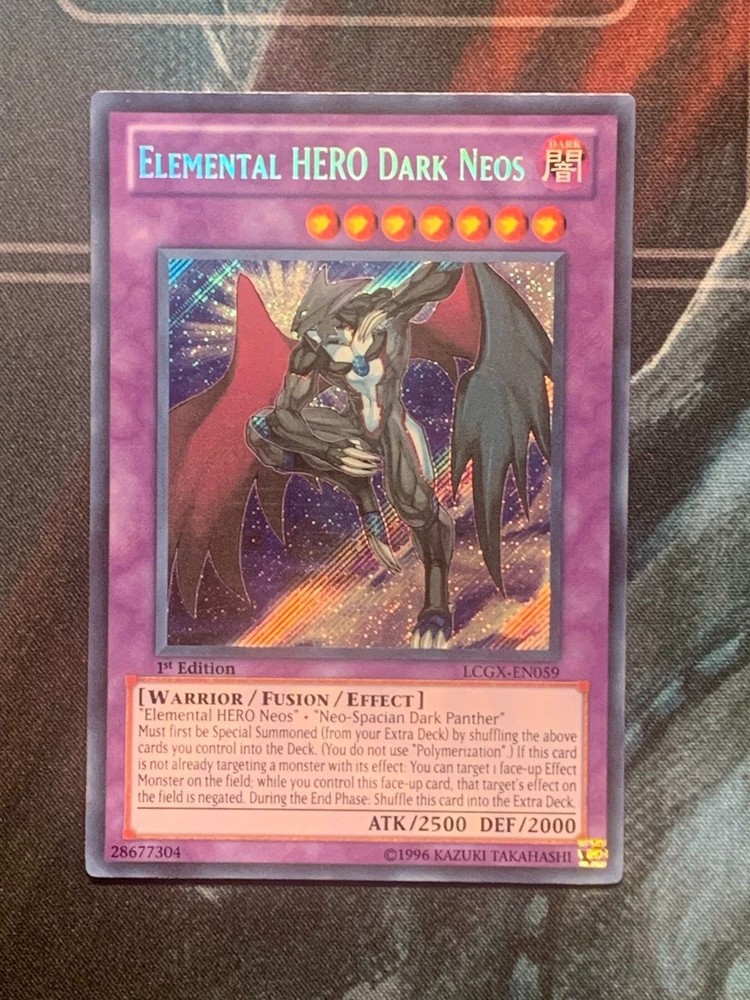 Elemental HERO Dark Neos
DARK
闇
1st Edition
LCGX-EN059
[Warrior / Fusion / Effect]
"Elemental HERO Neos" + "Neo-Spacian Dark Panther"
Must first be Special Summoned (from your Extra Deck) by shuffling the above
cards you control into the Deck. (You do not use "Polymerization".) If this card
is not already targeting a monster with its effect: You can target 1 face-up Effect
Monster on the field; while you control this face-up card, that target's effect on
the field is negated. During the End Phase: Shuffle this card into the Extra Deck.
ATK/2500 DEF/2000
28677304
©1996 KAZUKI TAKAHASHI